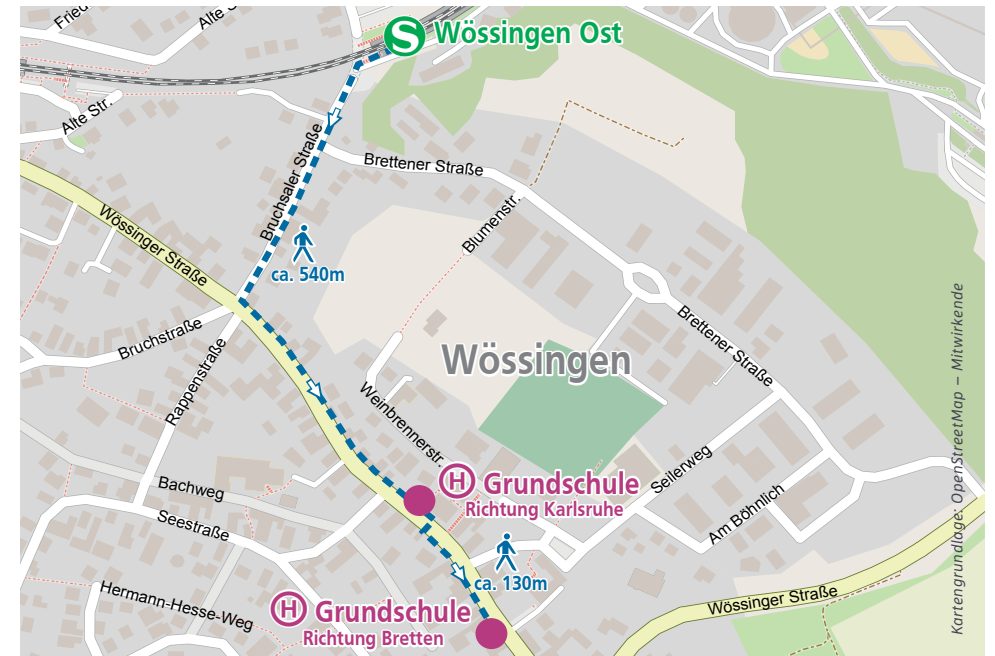 Fried
Alte Str.
S Wössingen Ost
Alte Str.
Bruchsaler Straße
Brettener Straße
Blumenstr.
Wössinger Straße
ca. 540m
Bruchstraße
Rappenstraße
Wössingen
Brettener Straße
Weinbrennerstr.
Kartengrundlage: OpenStreetMap – Mitwirkende
Bachweg
H Grundschule
Richtung Karlsruhe
Seilerweg
Am Böhnlich
Seestraße
ca. 130m
Hermann-Hesse-Weg
H Grundschule
Richtung Bretten
Wössinger Straße